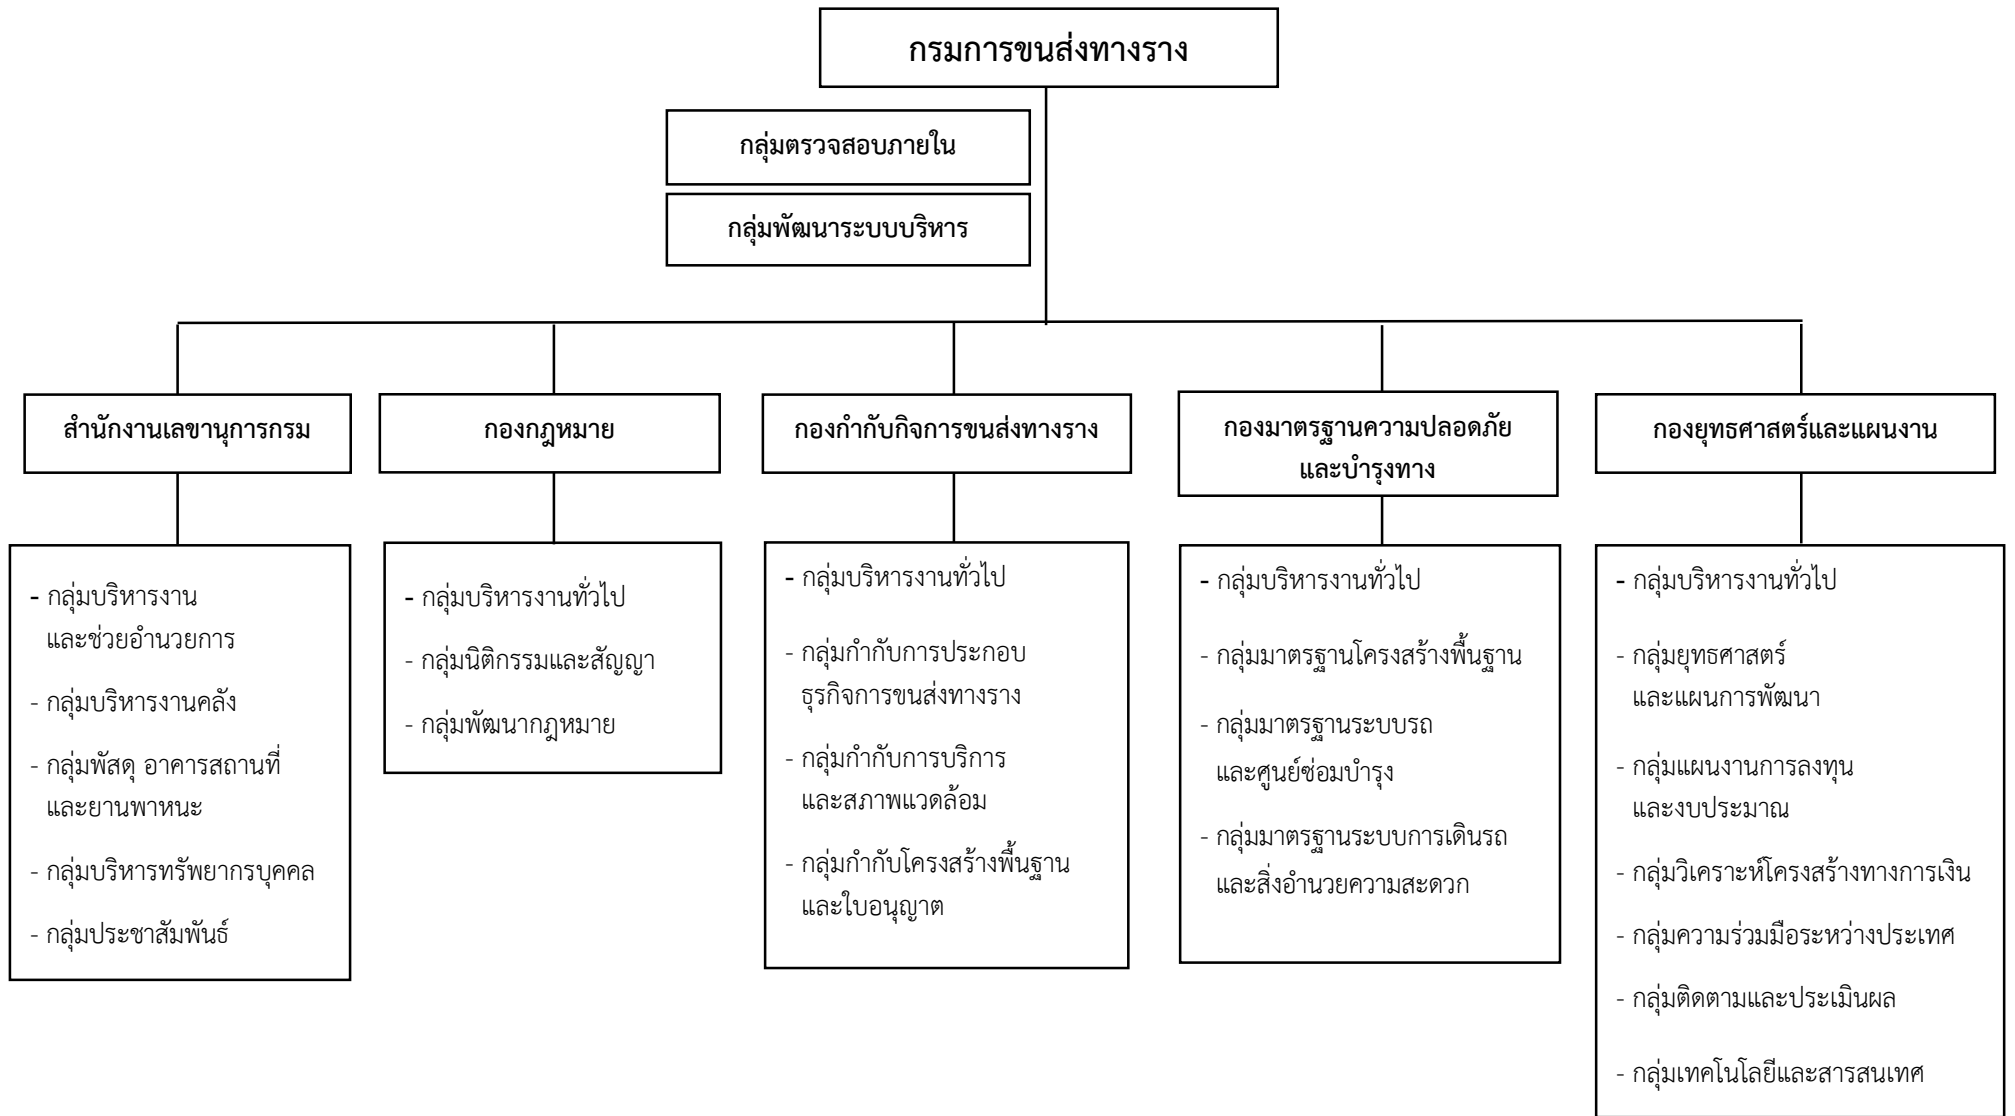 กรมการขนส่งทางราง
กลุ่มตรวจสอบภายใน
กลุ่มพัฒนาระบบบริหาร
สำนักงานเลขานุการกรม
- กลุ่มบริหารงาน
และช่วยอำนวยการ
- กลุ่มบริหารงานคลัง
- กลุ่มพัสดุ อาคารสถานที่
และยานพาหนะ
- กลุ่มบริหารทรัพยากรบุคคล
- กลุ่มประชาสัมพันธ์
กองกฎหมาย
- กลุ่มบริหารงานทั่วไป
- กลุ่มนิติกรรมและสัญญา
- กลุ่มพัฒนากฎหมาย
กองกำกับกิจการขนส่งทางราง
- กลุ่มบริหารงานทั่วไป
- กลุ่มกำกับการประกอบ
ธุรกิจการขนส่งทางราง
- กลุ่มกำกับการบริการ
และสภาพแวดล้อม
- กลุ่มกำกับโครงสร้างพื้นฐาน
และใบอนุญาต
กองมาตรฐานความปลอดภัย
และบำรุงทาง
- กลุ่มบริหารงานทั่วไป
- กลุ่มมาตรฐานโครงสร้างพื้นฐาน
- กลุ่มมาตรฐานระบบรถ
และศูนย์ซ่อมบำรุง
- กลุ่มมาตรฐานระบบการเดินรถ
และสิ่งอำนวยความสะดวก
กองยุทธศาสตร์และแผนงาน
- กลุ่มบริหารงานทั่วไป
- กลุ่มยุทธศาสตร์
และแผนการพัฒนา
- กลุ่มแผนงานการลงทุน
และงบประมาณ
- กลุ่มวิเคราะห์โครงสร้างทางการเงิน
- กลุ่มความร่วมมือระหว่างประเทศ
- กลุ่มติดตามและประเมินผล
- กลุ่มเทคโนโลยีและสารสนเทศ